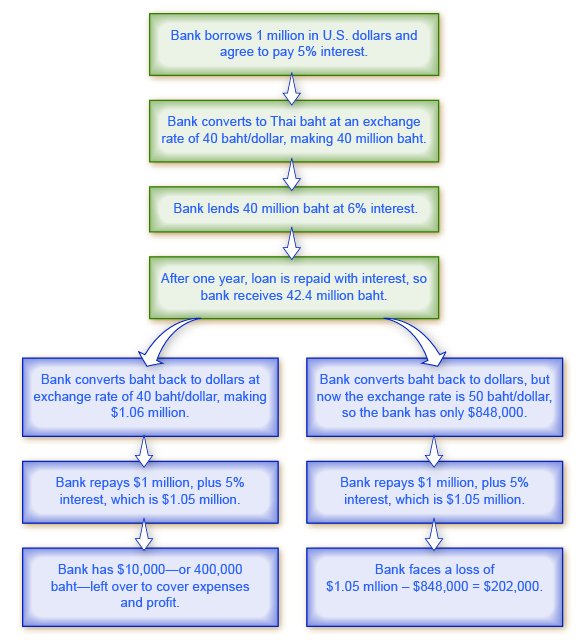 Bank borrows 1 million in U.S. dollars and
agree to pay 5% interest.
Bank converts to Thai baht at an exchange
rate of 40 baht/dollar, making 40 million baht.
Bank lends 40 million baht at 6% interest.
After one year, loan is repaid with interest, so
bank receives 42.4 million baht.
Bank converts baht back to dollars at
exchange rate of 40 baht/dollar, making
$1.06 million.
Bank repays $1 million, plus 5%
interest, which is $1.05 million.
Bank has $10,000—or 400,000
baht—left over to cover expenses
and profit.
Bank converts baht back to dollars, but
now the exchange rate is 50 baht/dollar,
so the bank has only $848,000.
Bank repays $1 million, plus 5%
interest, which is $1.05 million.
Bank faces a loss of
$1.05 mllion – $848,000 = $202,000.